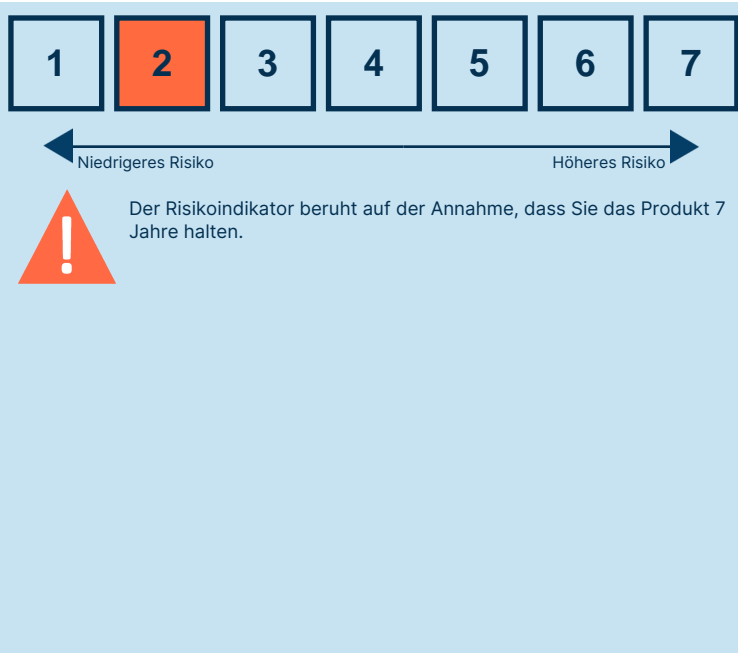 1 2 3 4 5 6 7
Niedrigeres Risiko Höheres Risiko
Der Risikoindikator beruht auf der Annahme, dass Sie das Produkt 7
Jahre halten.